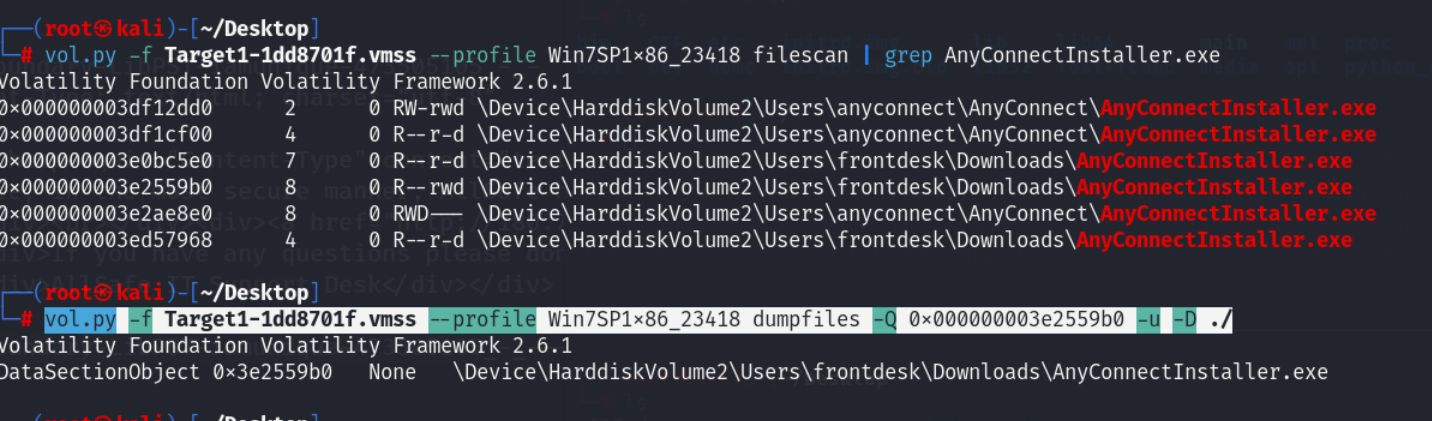 ┌──(root㉿kali)-[~/Desktop]
└─# vol.py -f Target1-1dd8701f.vmss --profile Win7SP1×86_23418 filescan | grep AnyConnectInstaller.exe
Volatility Foundation Volatility Framework 2.6.1
0×000000003df12dd0      2      0 RW-rwd \Device\HarddiskVolume2\Users\anyconnect\AnyConnect\AnyConnectInstaller.exe
0×000000003df1cf00      4      0 R--r-d \Device\HarddiskVolume2\Users\anyconnect\AnyConnect\AnyConnectInstaller.exe
0×000000003e0bc5e0      7      0 R--r-d \Device\HarddiskVolume2\Users\frontdesk\Downloads\AnyConnectInstaller.exe
0×000000003e2559b0      8      0 R--rwd \Device\HarddiskVolume2\Users\frontdesk\Downloads\AnyConnectInstaller.exe
0×000000003e2ae8e0      8      0 RWD--- \Device\HarddiskVolume2\Users\anyconnect\AnyConnect\AnyConnectInstaller.exe
0×000000003ed57968      4      0 R--r-d \Device\HarddiskVolume2\Users\frontdesk\Downloads\AnyConnectInstaller.exe
┌──(root㉿kali)-[~/Desktop]
└─# vol.py -f Target1-1dd8701f.vmss --profile Win7SP1×86_23418 dumpfiles -Q 0×000000003e2559b0 -u -D ./
Volatility Foundation Volatility Framework 2.6.1
DataSectionObject 0×3e2559b0   None   \Device\HarddiskVolume2\Users\frontdesk\Downloads\AnyConnectInstaller.exe
┌──(root㉿kali)-[~/Desktop]